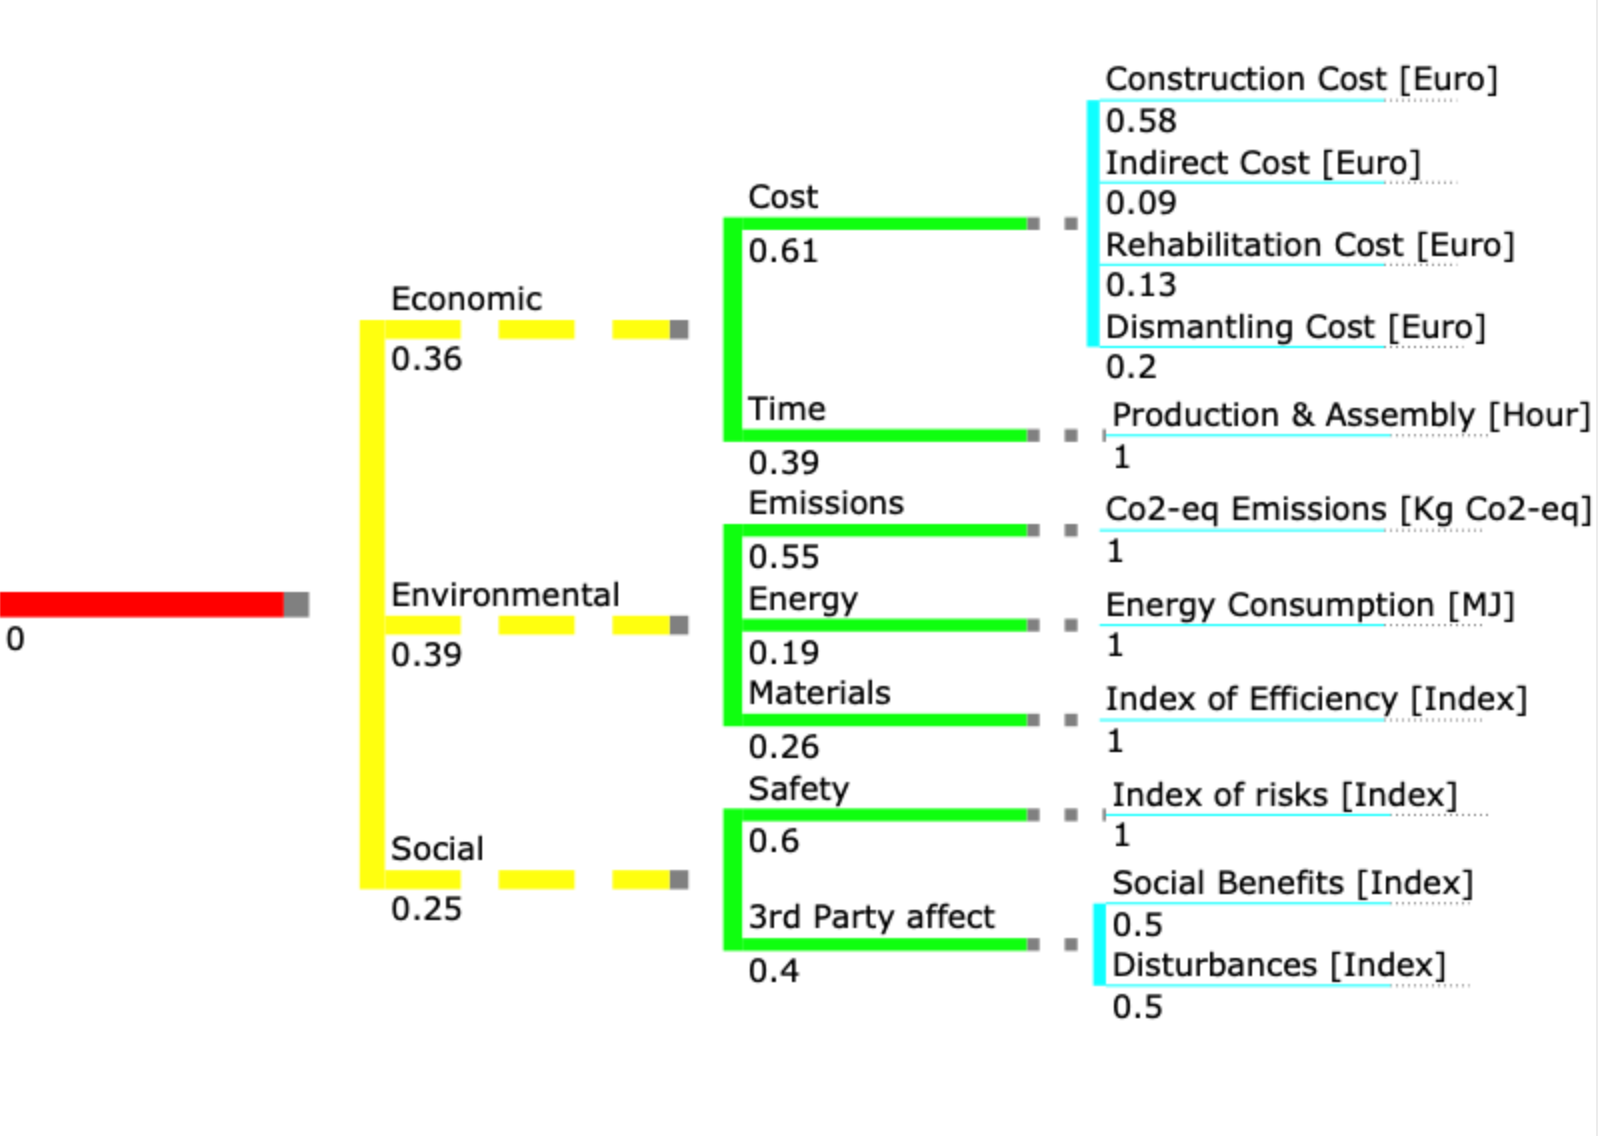 0
Economic
0.36
Environmental
0.39
Social
0.25
Cost
0.61
Time
0.39
Emissions
0.55
Energy
0.19
Materials
0.26
Safety
0.6
3rd Party affect
0.4
Construction Cost [Euro]
0.58
Indirect Cost [Euro]
0.09
Rehabilitation Cost [Euro]
0.13
Dismantling Cost [Euro]
0.2
Production & Assembly [Hour]
1
Co2-eq Emissions [Kg Co2-eq]
1
Energy Consumption [MJ]
1
Index of Efficiency [Index]
1
Index of risks [Index]
1
Social Benefits [Index]
0.5
Disturbances [Index]
0.5